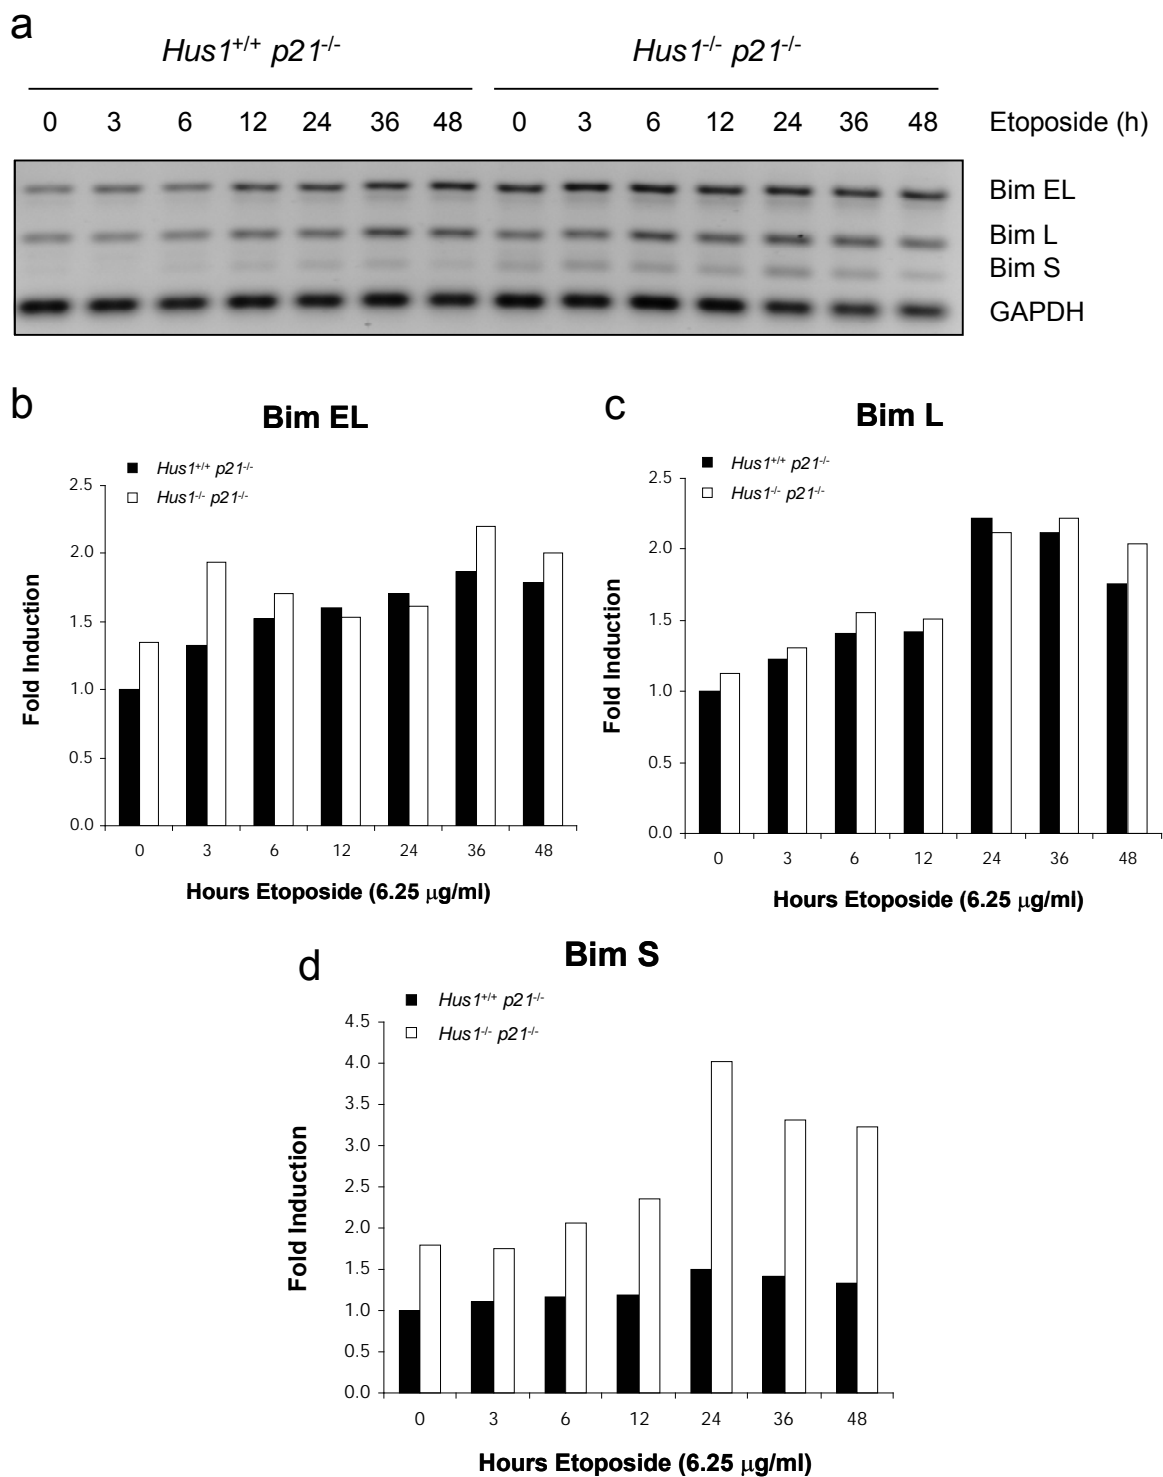 a
Hus1+/+ p21-/- Hus1-/- p21-/-
0 3 6 12 24 36 48 0 3 6 12 24 36 48 Etoposide (h)
Bim EL
Bim L
Bim S
GAPDH
b
Bim EL
Hus1+/+ p21-/-
Hus1-/- p21-/-
2.5
2.0
1.5
1.0
0.5
0.0
Fold Induction
0 3 6 12 24 36 48
Hours Etoposide (6.25 μg/ml)
c
Bim L
Hus1+/+ p21-/-
Hus1-/- p21-/-
2.5
2.0
1.5
1.0
0.5
0.0
Fold Induction
0 3 6 12 24 36 48
Hours Etoposide (6.25 μg/ml)
d
Bim S
Hus1+/+ p21-/-
Hus1-/- p21-/-
4.5
4.0
3.5
3.0
2.5
2.0
1.5
1.0
0.5
0.0
Fold Induction
0 3 6 12 24 36 48
Hours Etoposide (6.25 μg/ml)